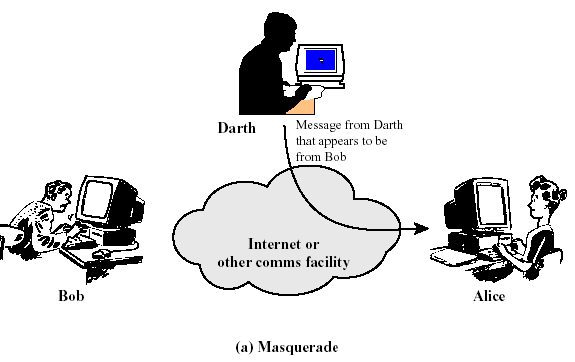 Darth
Message from Darth
that appears to be
from Bob
Internet or
other comms facility
Bob
Alice
(a) Masquerade